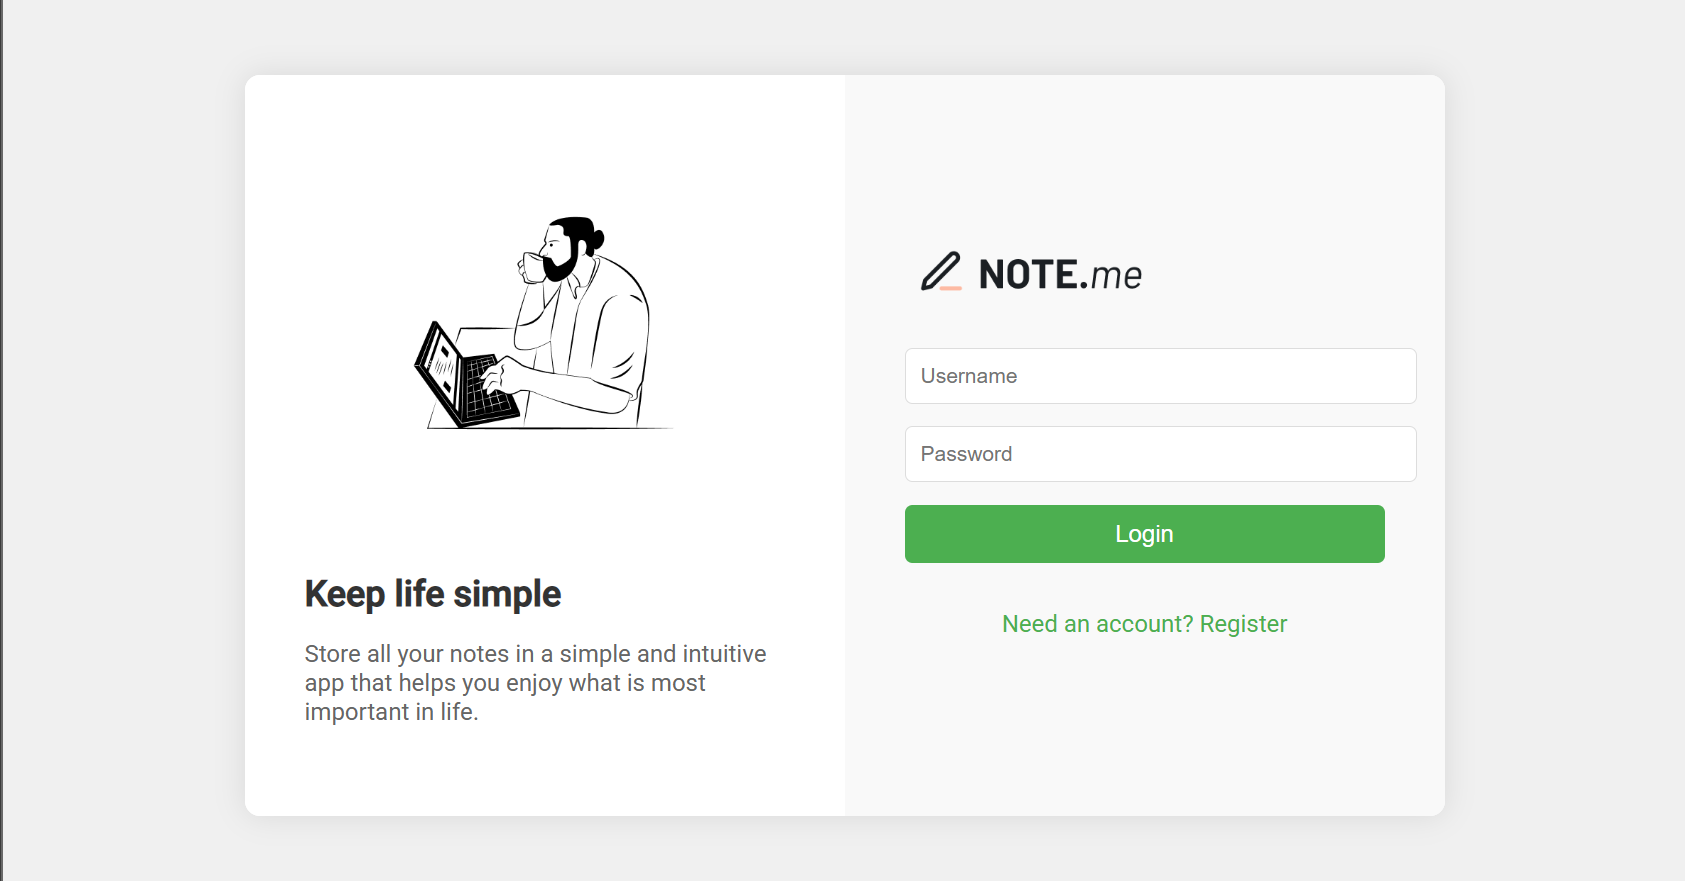 Keep life simple
Store all your notes in a simple and intuitive
app that helps you enjoy what is most
important in life.
NOTE.me
Username
Password
Login
Need an account? Register